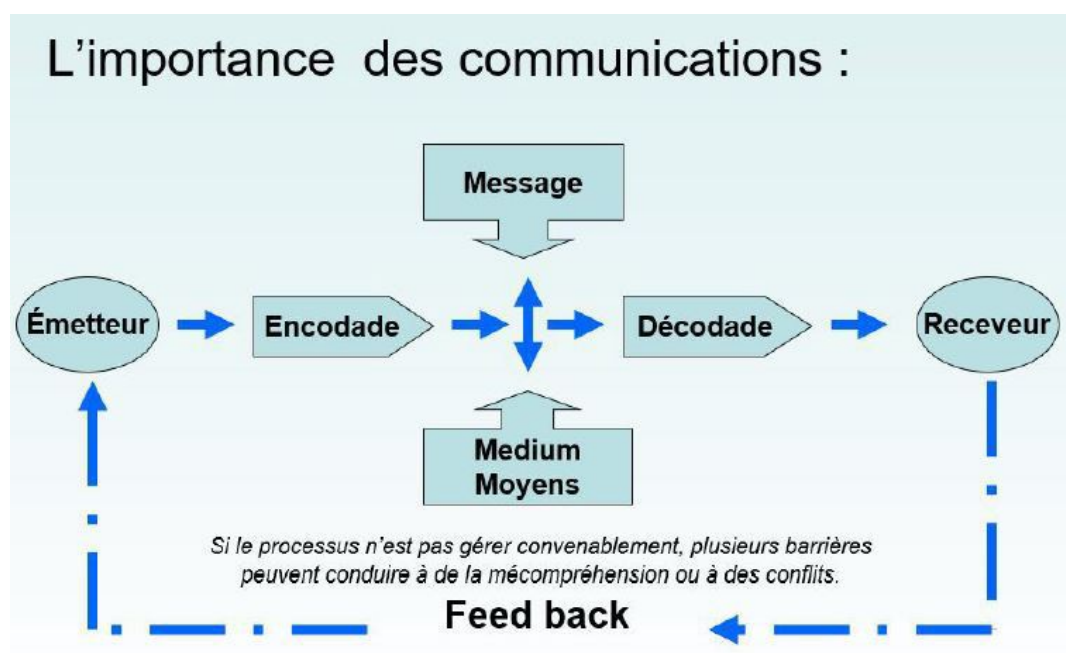 L'importance des communications :
Message
Émetteur
Encodade
Décodade
Receveur
Medium
Moyens
Si le processus n'est pas gérer convenablement, plusieurs barrières
peuvent conduire à de la mécompréhension ou à des conflits.
Feed back